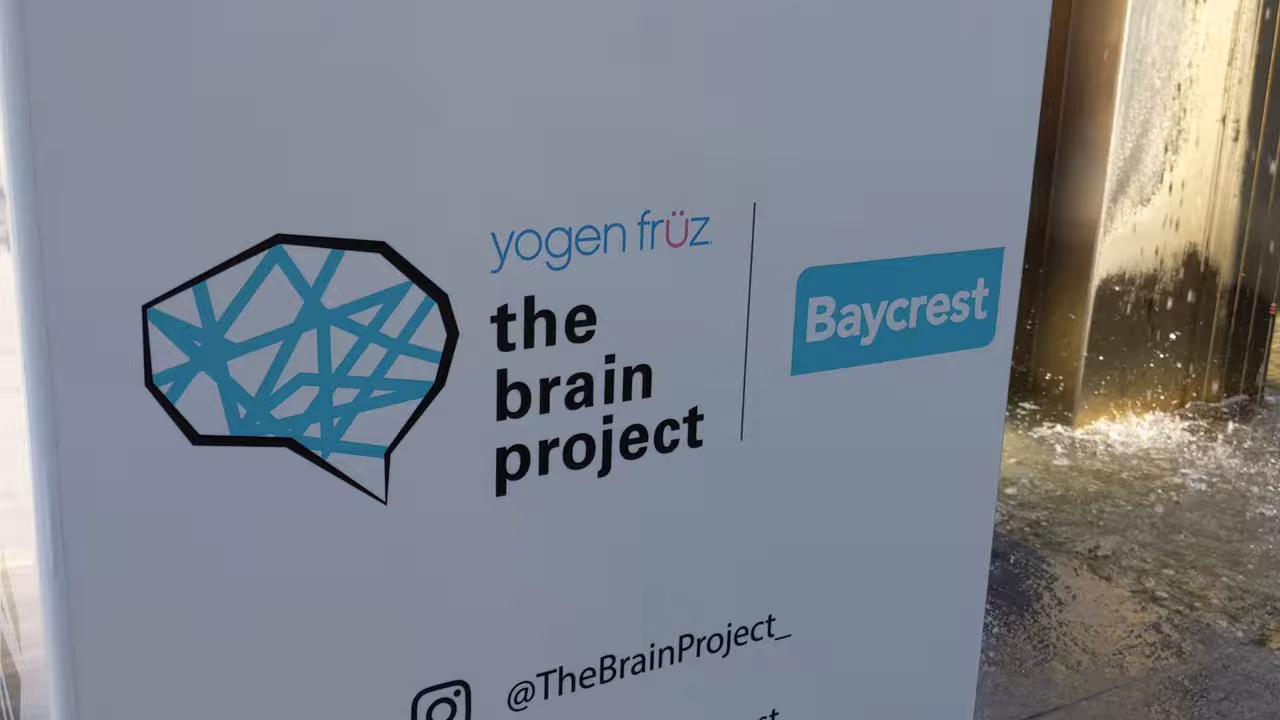 yogen früz
the
brain
project
Baycrest
@TheBrainProject_